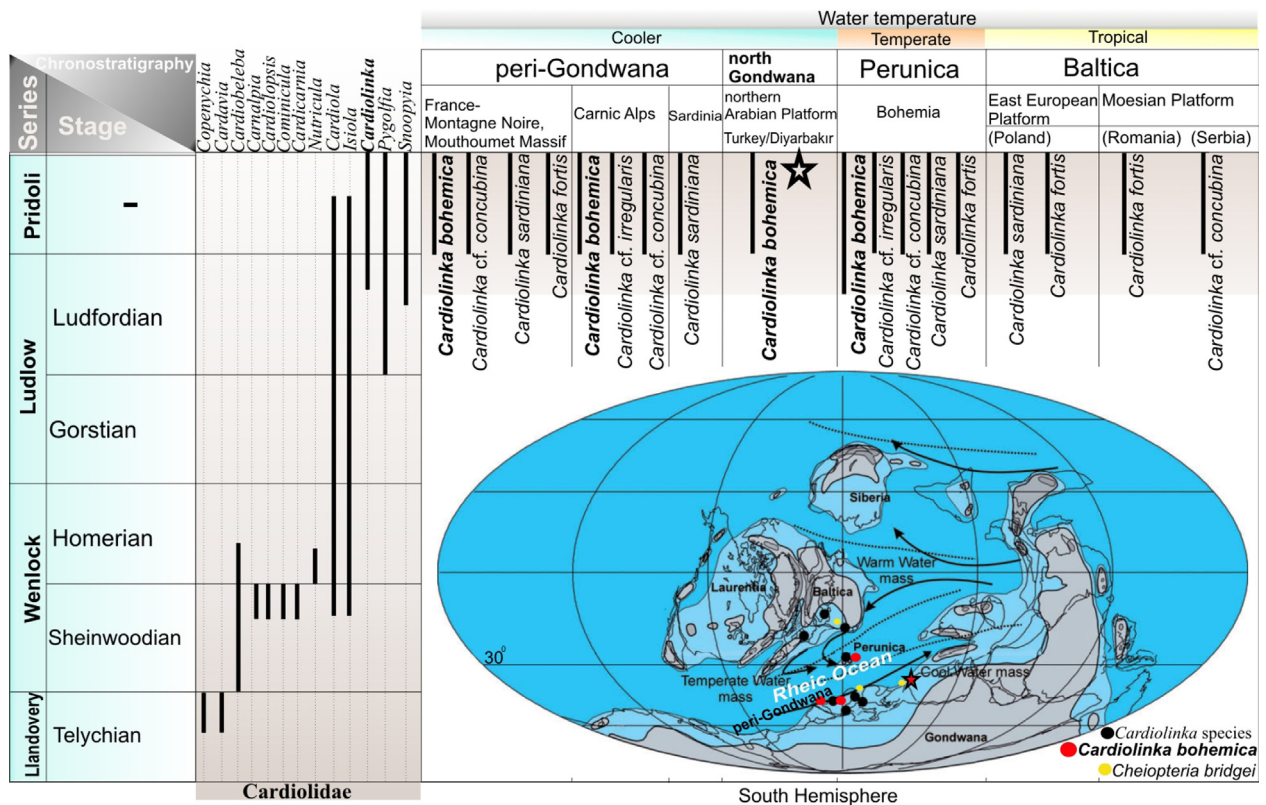 Water temperature
Cooler
Temperate
Tropical
Chronostratigraphy
Series
Stage
Copenychia
Cardavia
Cardiobeleba
Carnalpia
Cardiolopsis
Cominicula
Cardicarnia
Nutricula
Cardiola
Isiola
Cardiolinka
Pygolfia
Snoopyia
peri-Gondwana
north
Gondwana
Perunica
Baltica
France-
Montagne Noire,
Mouthoumet Massif
Carnic Alps
Sardinia
northern
Arabian Platform
Turkey/Diyarbakır
Bohemia
East European
Platform
(Poland)
Moesian Platform
(Romania)
(Serbia)
Pridoli
Ludlow
Ludfordian
Gorstian
Wenlock
Homerian
Sheinwoodian
Llandovery
Telychian
Cardiolidae
Cardiolinka bohemica
Cardiolinka cf. concubina
Cardiolinka sardiniana
Cardiolinka fortis
Cardiolinka bohemica
Cardiolinka cf. irregularis
Cardiolinka cf. concubina
Cardiolinka sardiniana
Cardiolinka bohemica
Cardiolinka bohemica
Cardiolinka cf. irregularis
Cardiolinka cf. concubina
Cardiolinka sardiniana
Cardiolinka fortis
Cardiolinka sardiniana
Cardiolinka fortis
Cardiolinka fortis
Cardiolinka cf. concubina
Siberia
Laurentia
Baltica
Warm Water
mass
Perunica
30°
Temperate Water
mass
Rheic Ocean
Cool Water mass
peri-Gondwana
Gondwana
Cardiolinka species
Cardiolinka bohemica
Cheiopteria bridgei
South Hemisphere